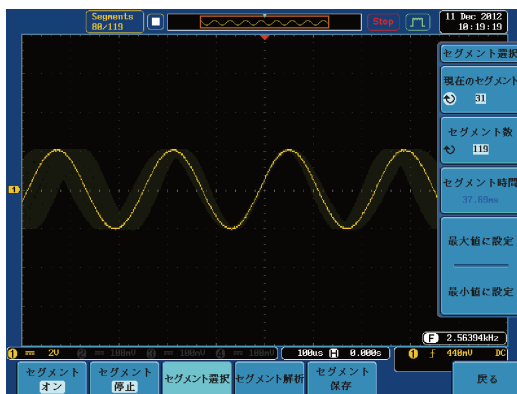 Segments
80/119
Stop
11 Dec 2012
10:19:19
セグメント選択
現在のセグメント
31
セグメント数
119
セグメント時間
37.69ms
最大値に設定
最小値に設定
1
F 2.56394kHz
1 2V 2 100mV 3 100mV 4 100mV 100us H 0.000s 1 440mV DC
セグメント
オン
セグメント
停止
セグメント選択
セグメント解析
セグメント
保存
戻る